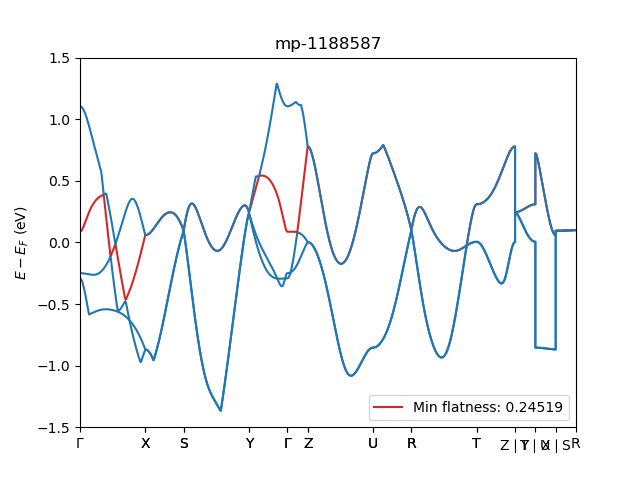 mp-1188587
E − E_F (eV)
1.5
1.0
0.5
0.0
−0.5
−1.0
−1.5
Min flatness: 0.24519
Γ X S Y Γ Z U R T Z | Y | X | S R